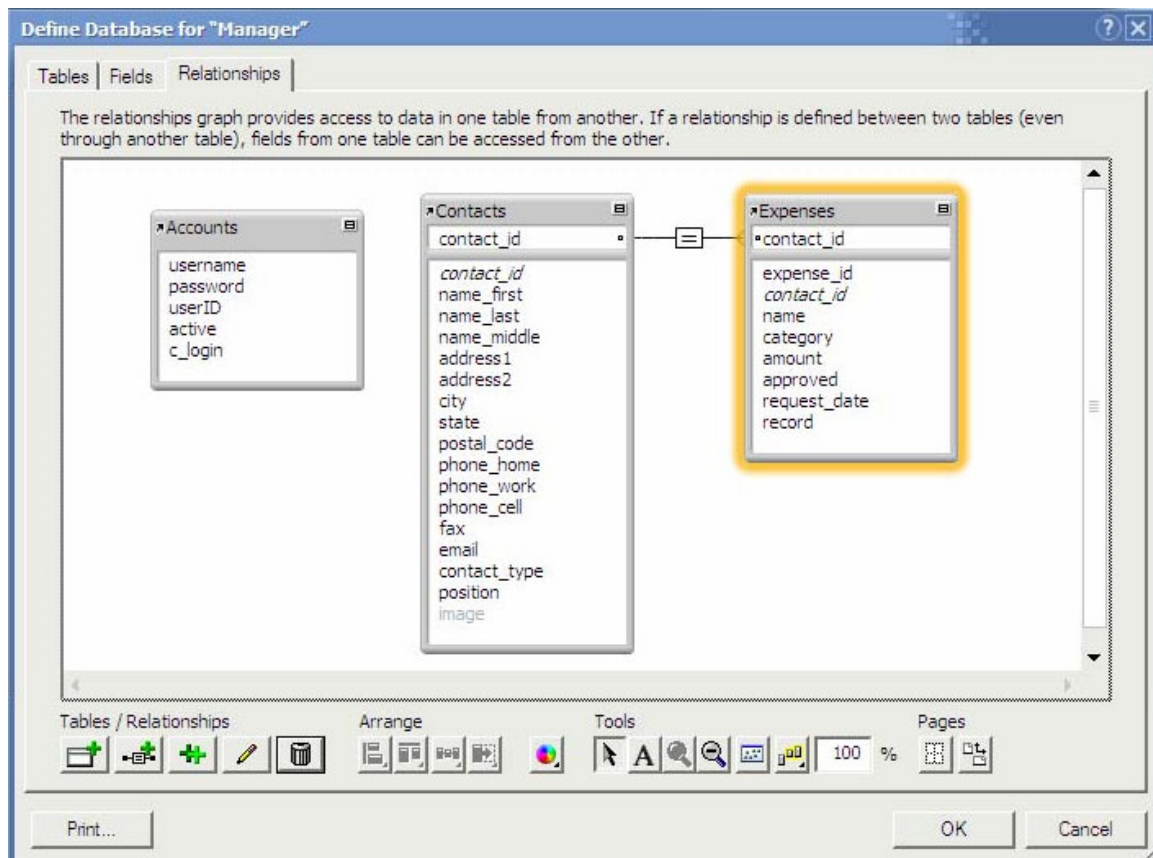 Define Database for "Manager"
Tables
Fields
Relationships
The relationships graph provides access to data in one table from another. If a relationship is defined between two tables (even
through another table), fields from one table can be accessed from the other.
Accounts
username
password
userID
active
c_login
Contacts
contact_id
contact_id
name_first
name_last
name_middle
address1
address2
city
state
postal_code
phone_home
phone_work
phone_cell
fax
email
contact_type
position
image
=
Expenses
contact_id
expense_id
contact_id
name
category
amount
approved
request_date
record
Tables / Relationships
Arrange
Tools
Pages
A
100 %
Print...
OK
Cancel